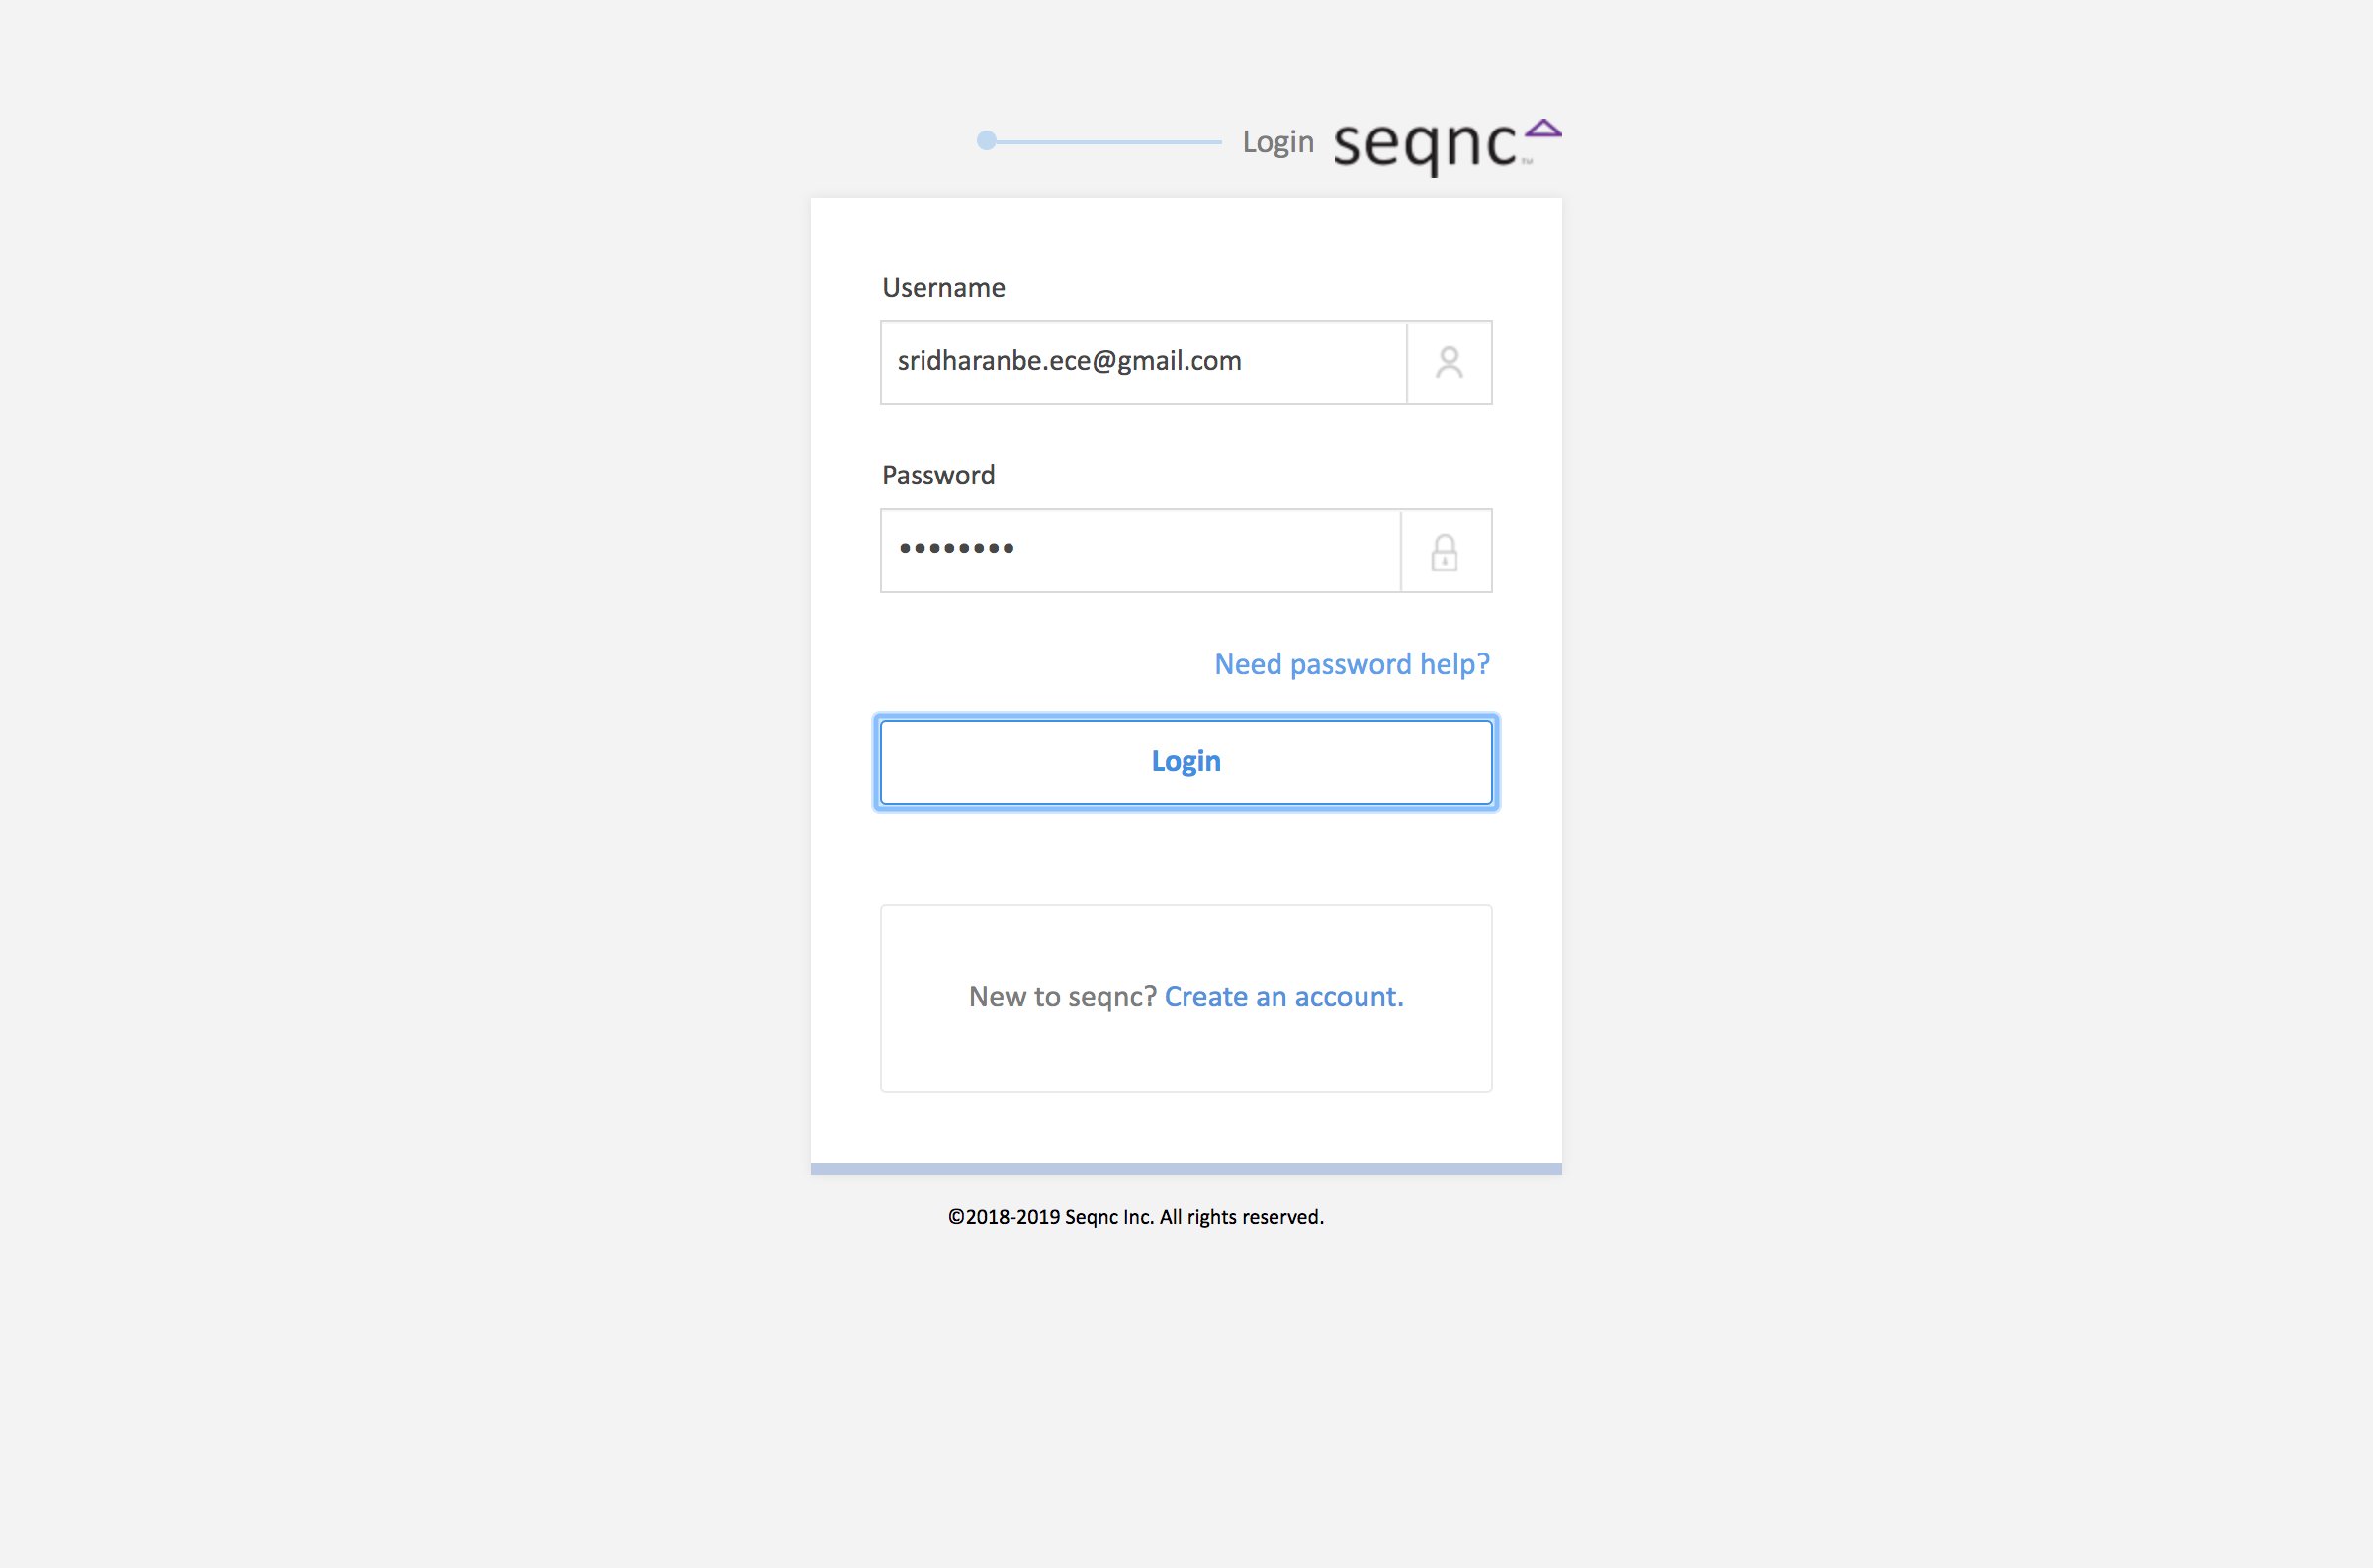 Login seqnc™
Username
sridharanbe.ece@gmail.com
Password
••••••••
Need password help?
Login
New to seqnc? Create an account.
©2018-2019 Seqnc Inc. All rights reserved.